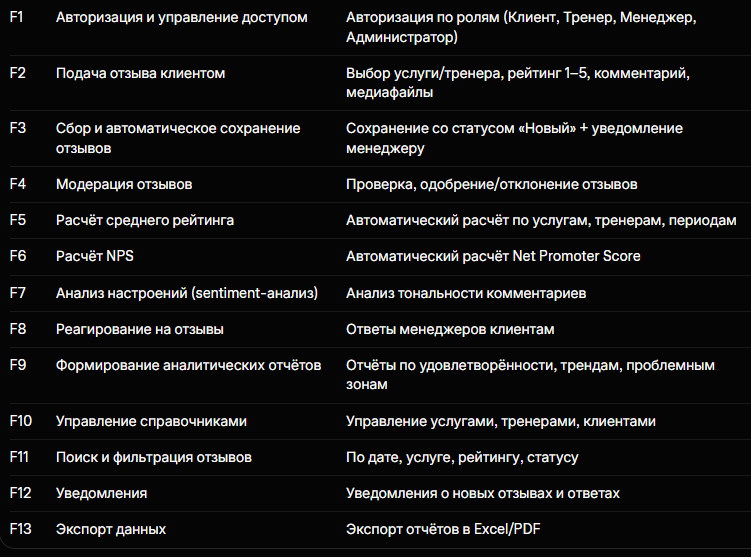 F1 Авторизация и управление доступом Авторизация по ролям (Клиент, Тренер, Менеджер,
Администратор)
F2 Подача отзыва клиентом Выбор услуги/тренера, рейтинг 1–5, комментарий,
медиафайлы
F3 Сбор и автоматическое сохранение Сохранение со статусом «Новый» + уведомление
отзывов менеджеру
F4 Модерация отзывов Проверка, одобрение/отклонение отзывов
F5 Расчёт среднего рейтинга Автоматический расчёт по услугам, тренерам, периодам
F6 Расчёт NPS Автоматический расчёт Net Promoter Score
F7 Анализ настроений (sentiment-анализ) Анализ тональности комментариев
F8 Реагирование на отзывы Ответы менеджеров клиентам
F9 Формирование аналитических отчётов Отчёты по удовлетворённости, трендам, проблемным
зонам
F10 Управление справочниками Управление услугами, тренерами, клиентами
F11 Поиск и фильтрация отзывов По дате, услуге, рейтингу, статусу
F12 Уведомления Уведомления о новых отзывах и ответах
F13 Экспорт данных Экспорт отчётов в Excel/PDF